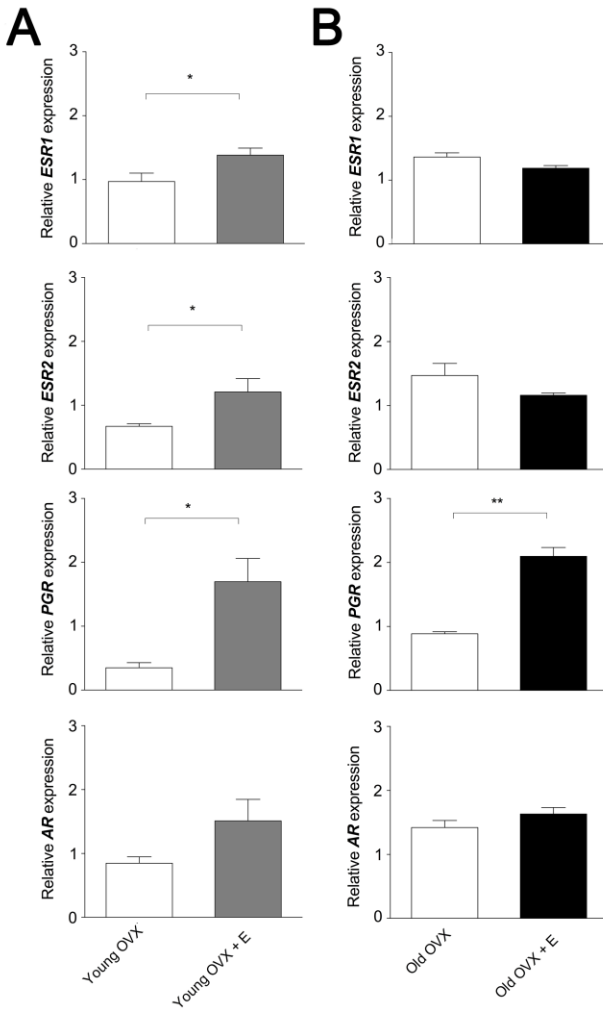 A
B
Relative ESR1 expression
3
2
1
0
*
Relative ESR1 expression
3
2
1
0
Relative ESR2 expression
3
2
1
0
*
Relative ESR2 expression
3
2
1
0
Relative PGR expression
3
2
1
0
*
Relative PGR expression
3
2
1
0
**
Relative AR expression
3
2
1
0
Relative AR expression
3
2
1
0
Young OVX
Young OVX + E
Old OVX
Old OVX + E